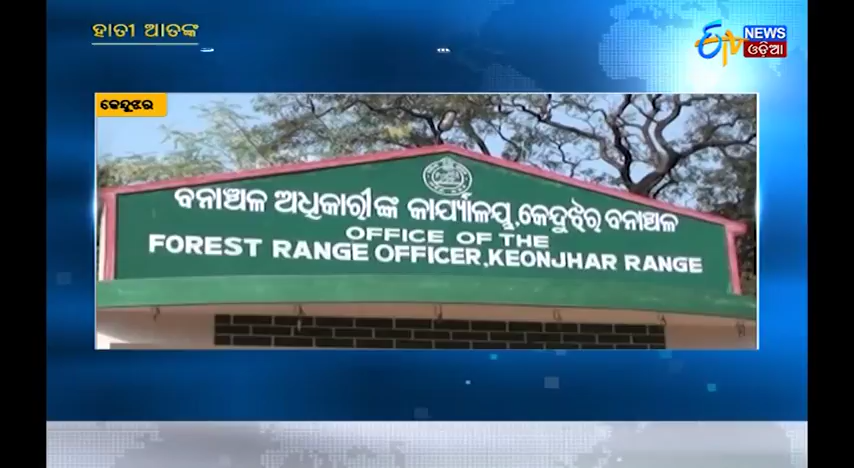 ହାତୀ ଆତଙ୍କ
ETV NEWS
ଓଡ଼ିଆ
କେନ୍ଦୁଝର
ବନାଞ୍ଚଳ ଅଧିକାରୀଙ୍କ କାର୍ଯ୍ୟାଳୟ,କେନ୍ଦୁଝର ବନାଞ୍ଚଳ
OFFICE OF THE
FOREST RANGE OFFICER,KEONJHAR RANGE